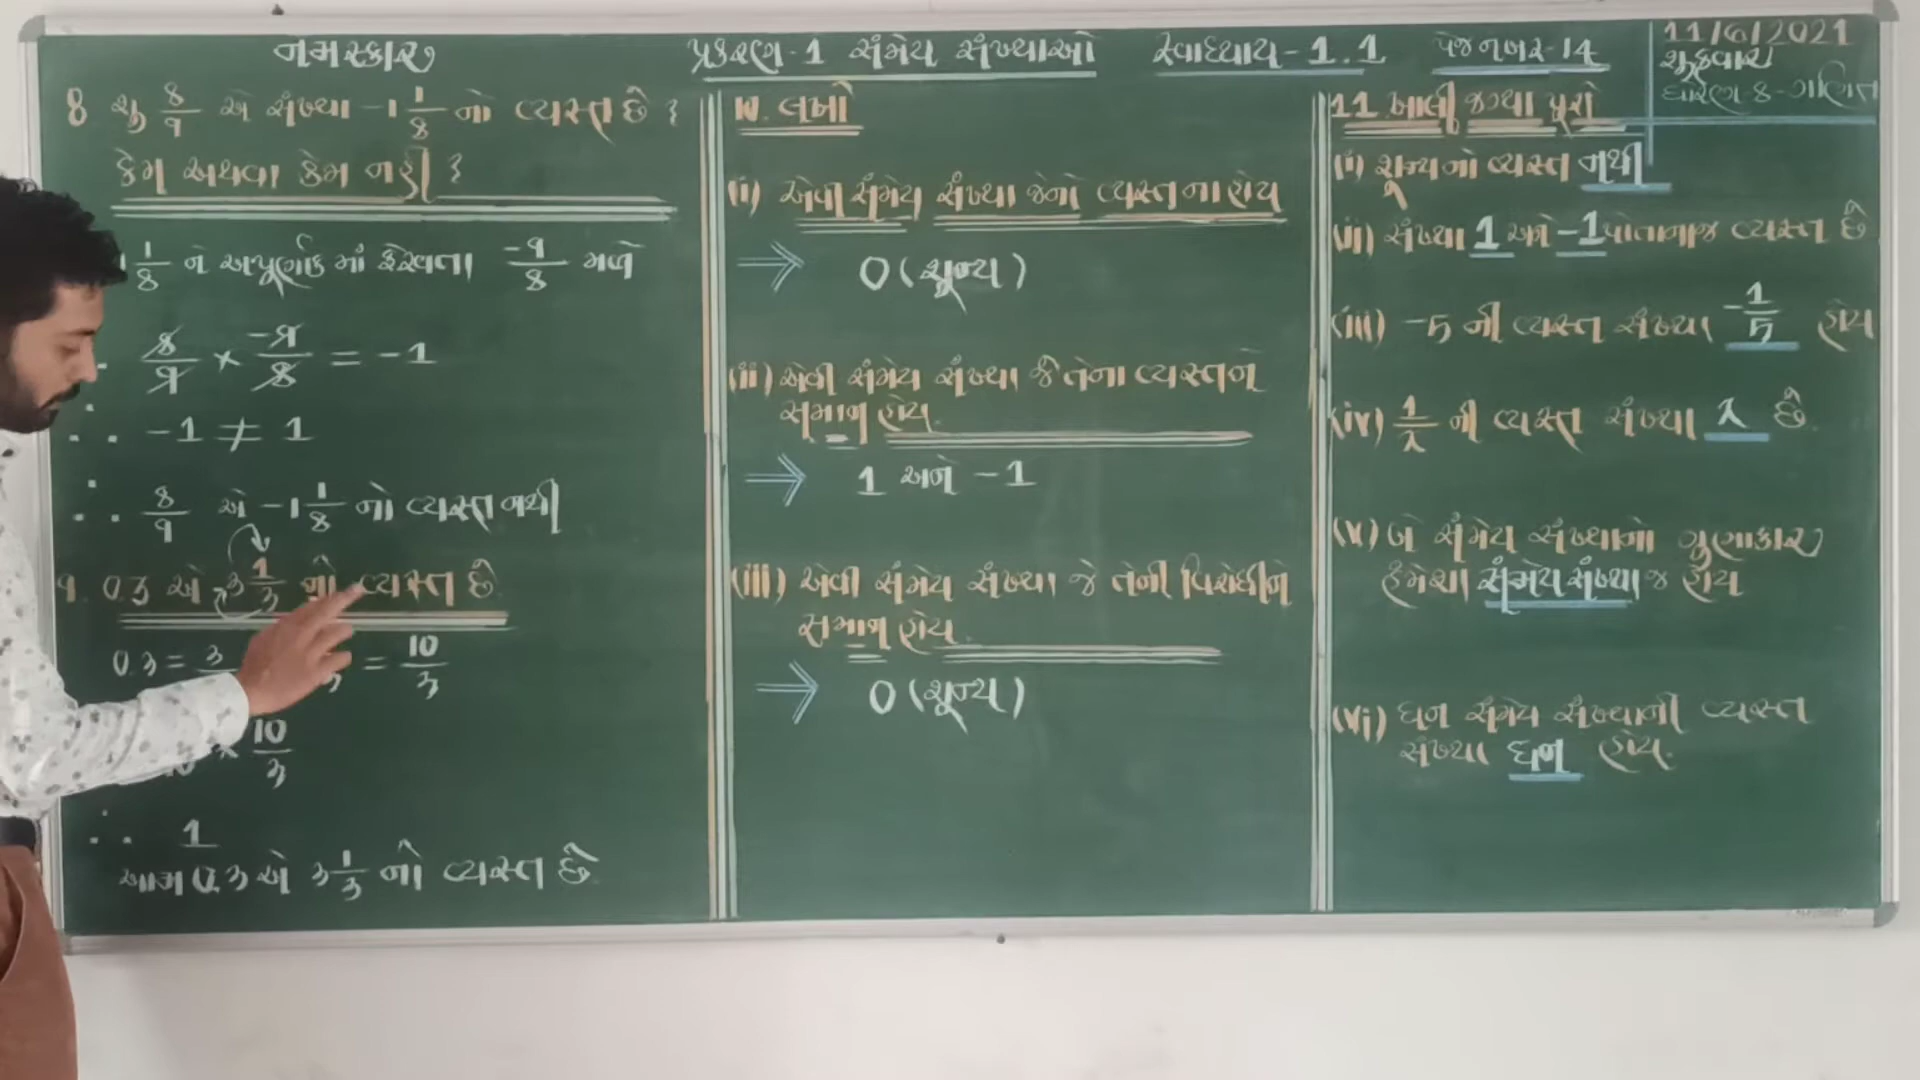 નમસ્કાર
પ્રકરણ-1 સંમેય સંખ્યાઓ સ્વાધ્યાય-1.1 પેજ નંબર-14
11/6/2021
શુક્રવાર
ધોરણ-8-ગણિત
8 શું 8/9 એ સંખ્યા -1 1/8 નો વ્યસ્ત છે ?
કેમ અથવા કેમ નહીં ?
1/8 ને અપૂર્ણાંક માં ફેરવતા -9/8 મળે
8/9 × -9/8 = -1
∴ -1 ≠ 1
∴ 8/9 એ -1 1/8 નો વ્યસ્ત નથી
9. 0.3 એ 3 1/3 નો વ્યસ્ત છે
0.3 = 3 = 10/3
× 10/3
∴ 1
આમ 0.3 એ 3 1/3 નો વ્યસ્ત છે
10. લખો
(i) એવી સંમેય સંખ્યા જેનો વ્યસ્ત ના હોય
⇒ 0 (શૂન્ય)
(ii) એવી સંમેય સંખ્યા કે તેના વ્યસ્તને
સમાન હોય.
⇒ 1 અને -1
(iii) એવી સંમેય સંખ્યા જે તેની વિરોધીને
સમાન હોય.
⇒ 0 (શૂન્ય)
11. ખાલી જગ્યા પૂરો
(i) શૂન્યનો વ્યસ્ત નથી
(ii) સંખ્યા 1 અને -1 પોતાનાજ વ્યસ્ત છે
(iii) -5 ની વ્યસ્ત સંખ્યા -1/5 હોય
(iv) 1/x ની વ્યસ્ત સંખ્યા x છે.
(v) બે સંમેય સંખ્યાનો ગુણાકાર
હંમેશા સંમેય સંખ્યા જ હોય
(vi) ધન સંમેય સંખ્યાની વ્યસ્ત
સંખ્યા ધન હોય.